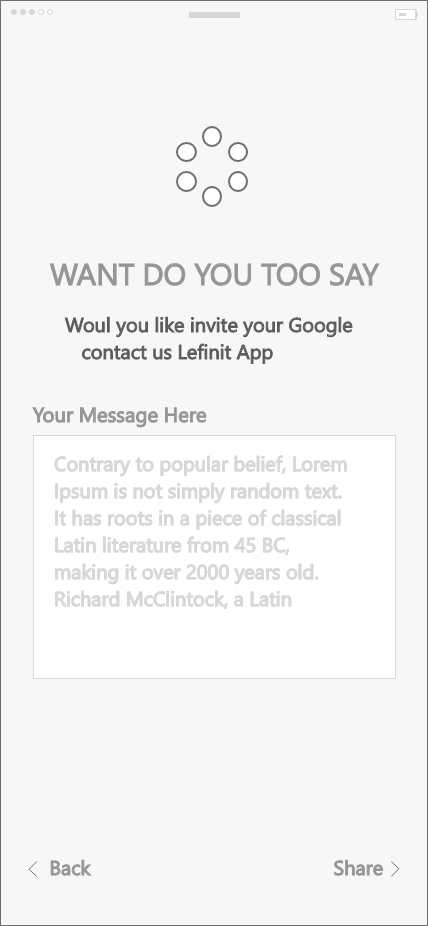 WANT DO YOU TOO SAY
Woul you like invite your Google
contact us Lefinit App
Your Message Here
Contrary to popular belief, Lorem
Ipsum is not simply random text.
It has roots in a piece of classical
Latin literature from 45 BC,
making it over 2000 years old.
Richard McClintock, a Latin
Back
Share